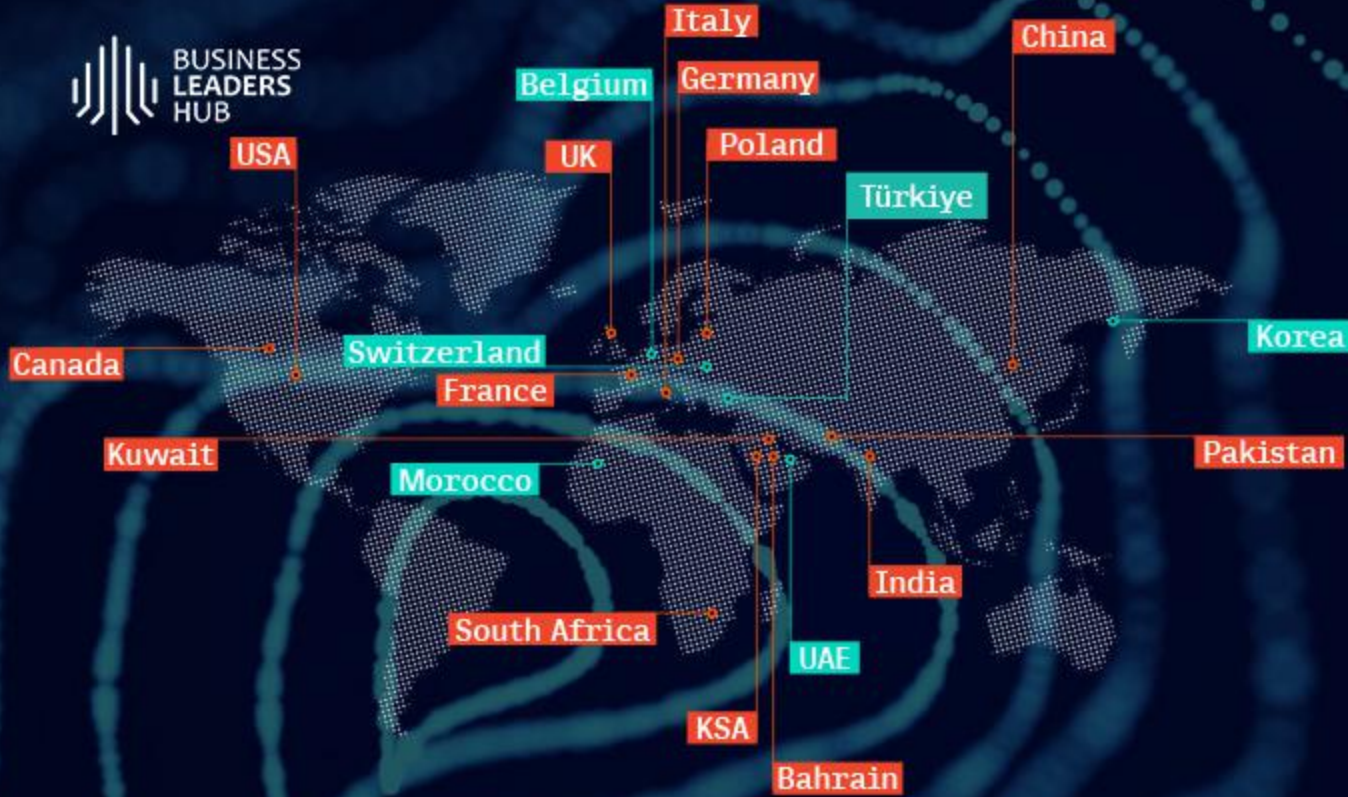 BUSINESS
LEADERS
HUB
Italy
China
Belgium
Germany
USA
UK
Poland
Türkiye
Korea
Canada
Switzerland
France
Kuwait
Pakistan
Morocco
India
South Africa
UAE
KSA
Bahrain